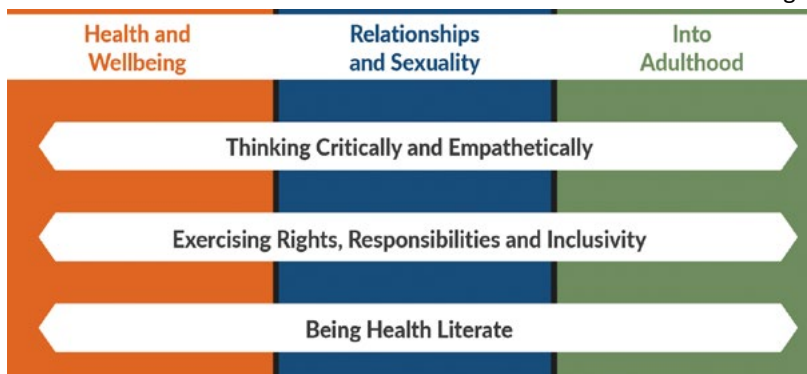 Health and
Wellbeing
Relationships
and Sexuality
Into
Adulthood
Thinking Critically and Empathetically
Exercising Rights, Responsibilities and Inclusivity
Being Health Literate